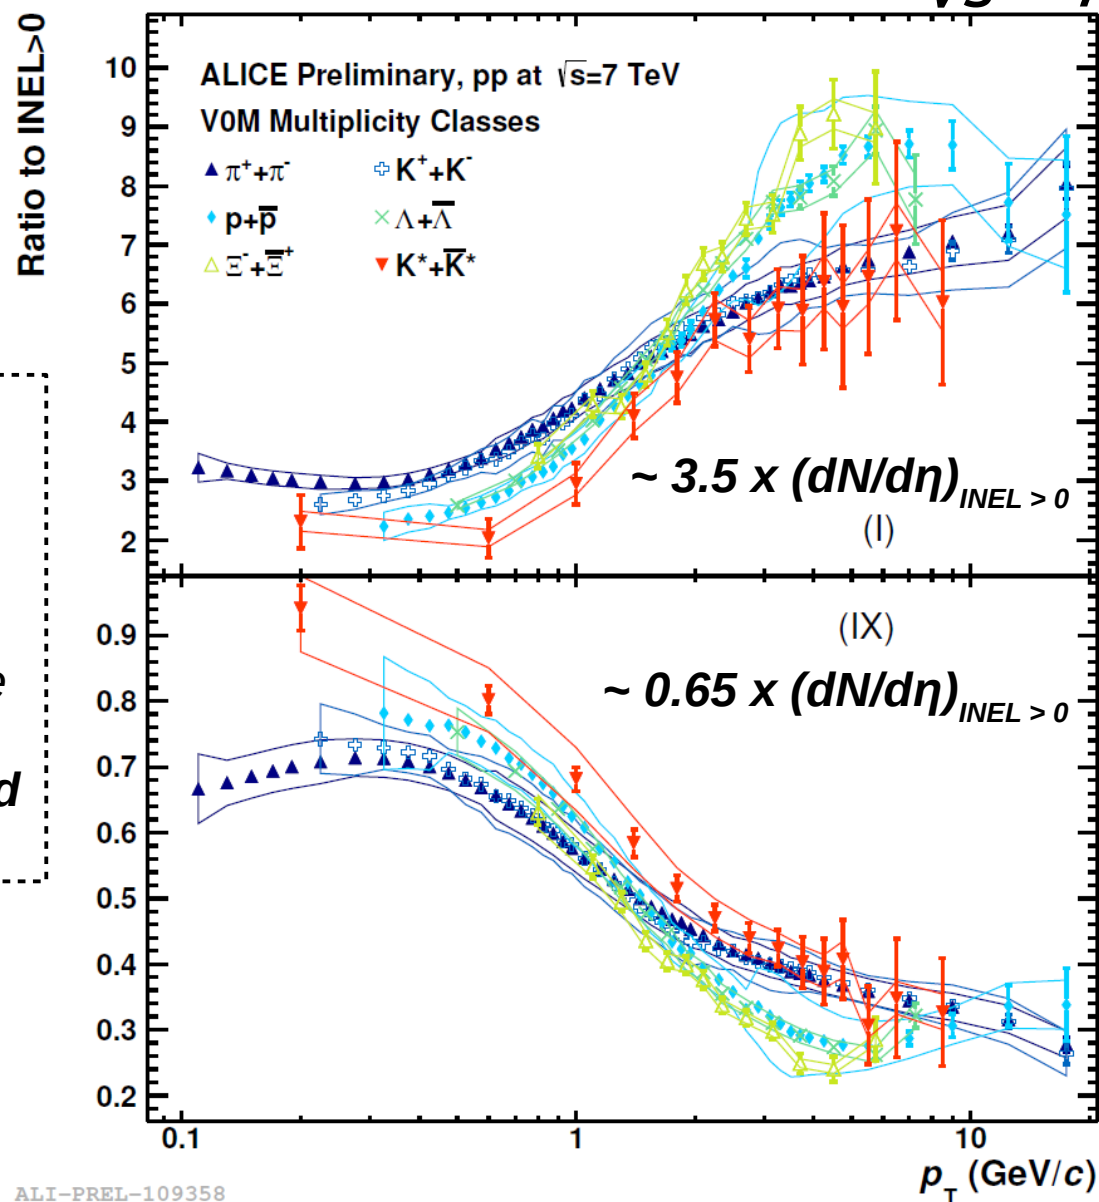 Ratio to INEL>0
10
9
8
7
6
5
4
3
2
ALICE Preliminary, pp at √s=7 TeV
V0M Multiplicity Classes
π⁺+π⁻
K⁺+K⁻
p+p̅
Λ+Λ̅
Ξ⁻+Ξ̅⁺
K*+K̅*
~ 3.5 x (dN/dη)INEL > 0
(I)
0.9
0.8
0.7
0.6
0.5
0.4
0.3
0.2
(IX)
~ 0.65 x (dN/dη)INEL > 0
e
d
0.1
1
10
pT (GeV/c)
ALI-PREL-109358